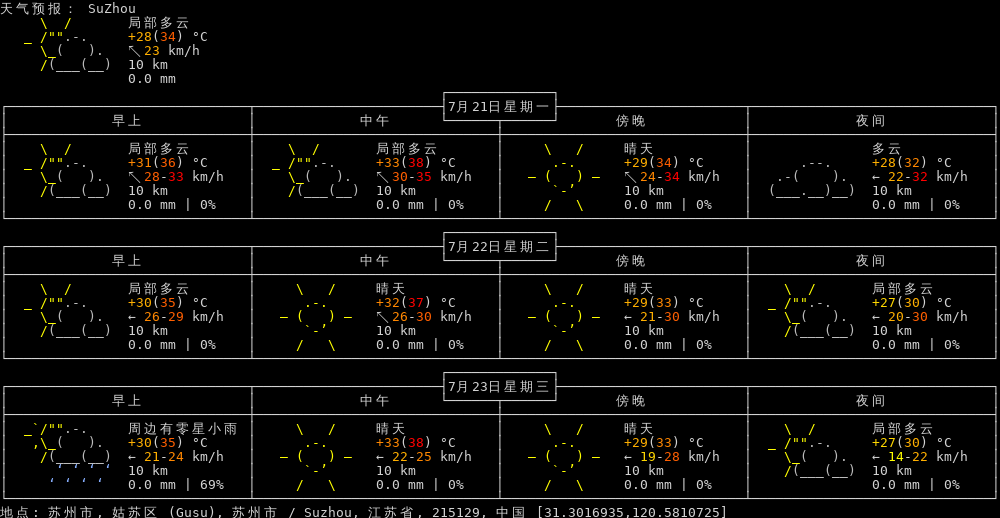 天气预报: SuZhou
局部多云
+28(34) °C
↖ 23 km/h
10 km
0.0 mm
7月21日星期一
早上 中午 傍晚 夜间
局部多云 局部多云 晴天 多云
+31(36) °C +33(38) °C +29(34) °C +28(32) °C
↖ 28-33 km/h ↖ 30-35 km/h ↖ 24-34 km/h ← 22-32 km/h
10 km 10 km 10 km 10 km
0.0 mm | 0% 0.0 mm | 0% 0.0 mm | 0% 0.0 mm | 0%
7月22日星期二
早上 中午 傍晚 夜间
局部多云 晴天 晴天 局部多云
+30(35) °C +32(37) °C +29(33) °C +27(30) °C
← 26-29 km/h ↖ 26-30 km/h ← 21-30 km/h ← 20-30 km/h
10 km 10 km 10 km 10 km
0.0 mm | 0% 0.0 mm | 0% 0.0 mm | 0% 0.0 mm | 0%
7月23日星期三
早上 中午 傍晚 夜间
周边有零星小雨 晴天 晴天 局部多云
+30(35) °C +33(38) °C +29(33) °C +27(30) °C
← 21-24 km/h ← 22-25 km/h ← 19-28 km/h ← 14-22 km/h
10 km 10 km 10 km 10 km
0.0 mm | 69% 0.0 mm | 0% 0.0 mm | 0% 0.0 mm | 0%
地点: 苏州市, 姑苏区 (Gusu), 苏州市 / Suzhou, 江苏省, 215129, 中国 [31.3016935,120.5810725]